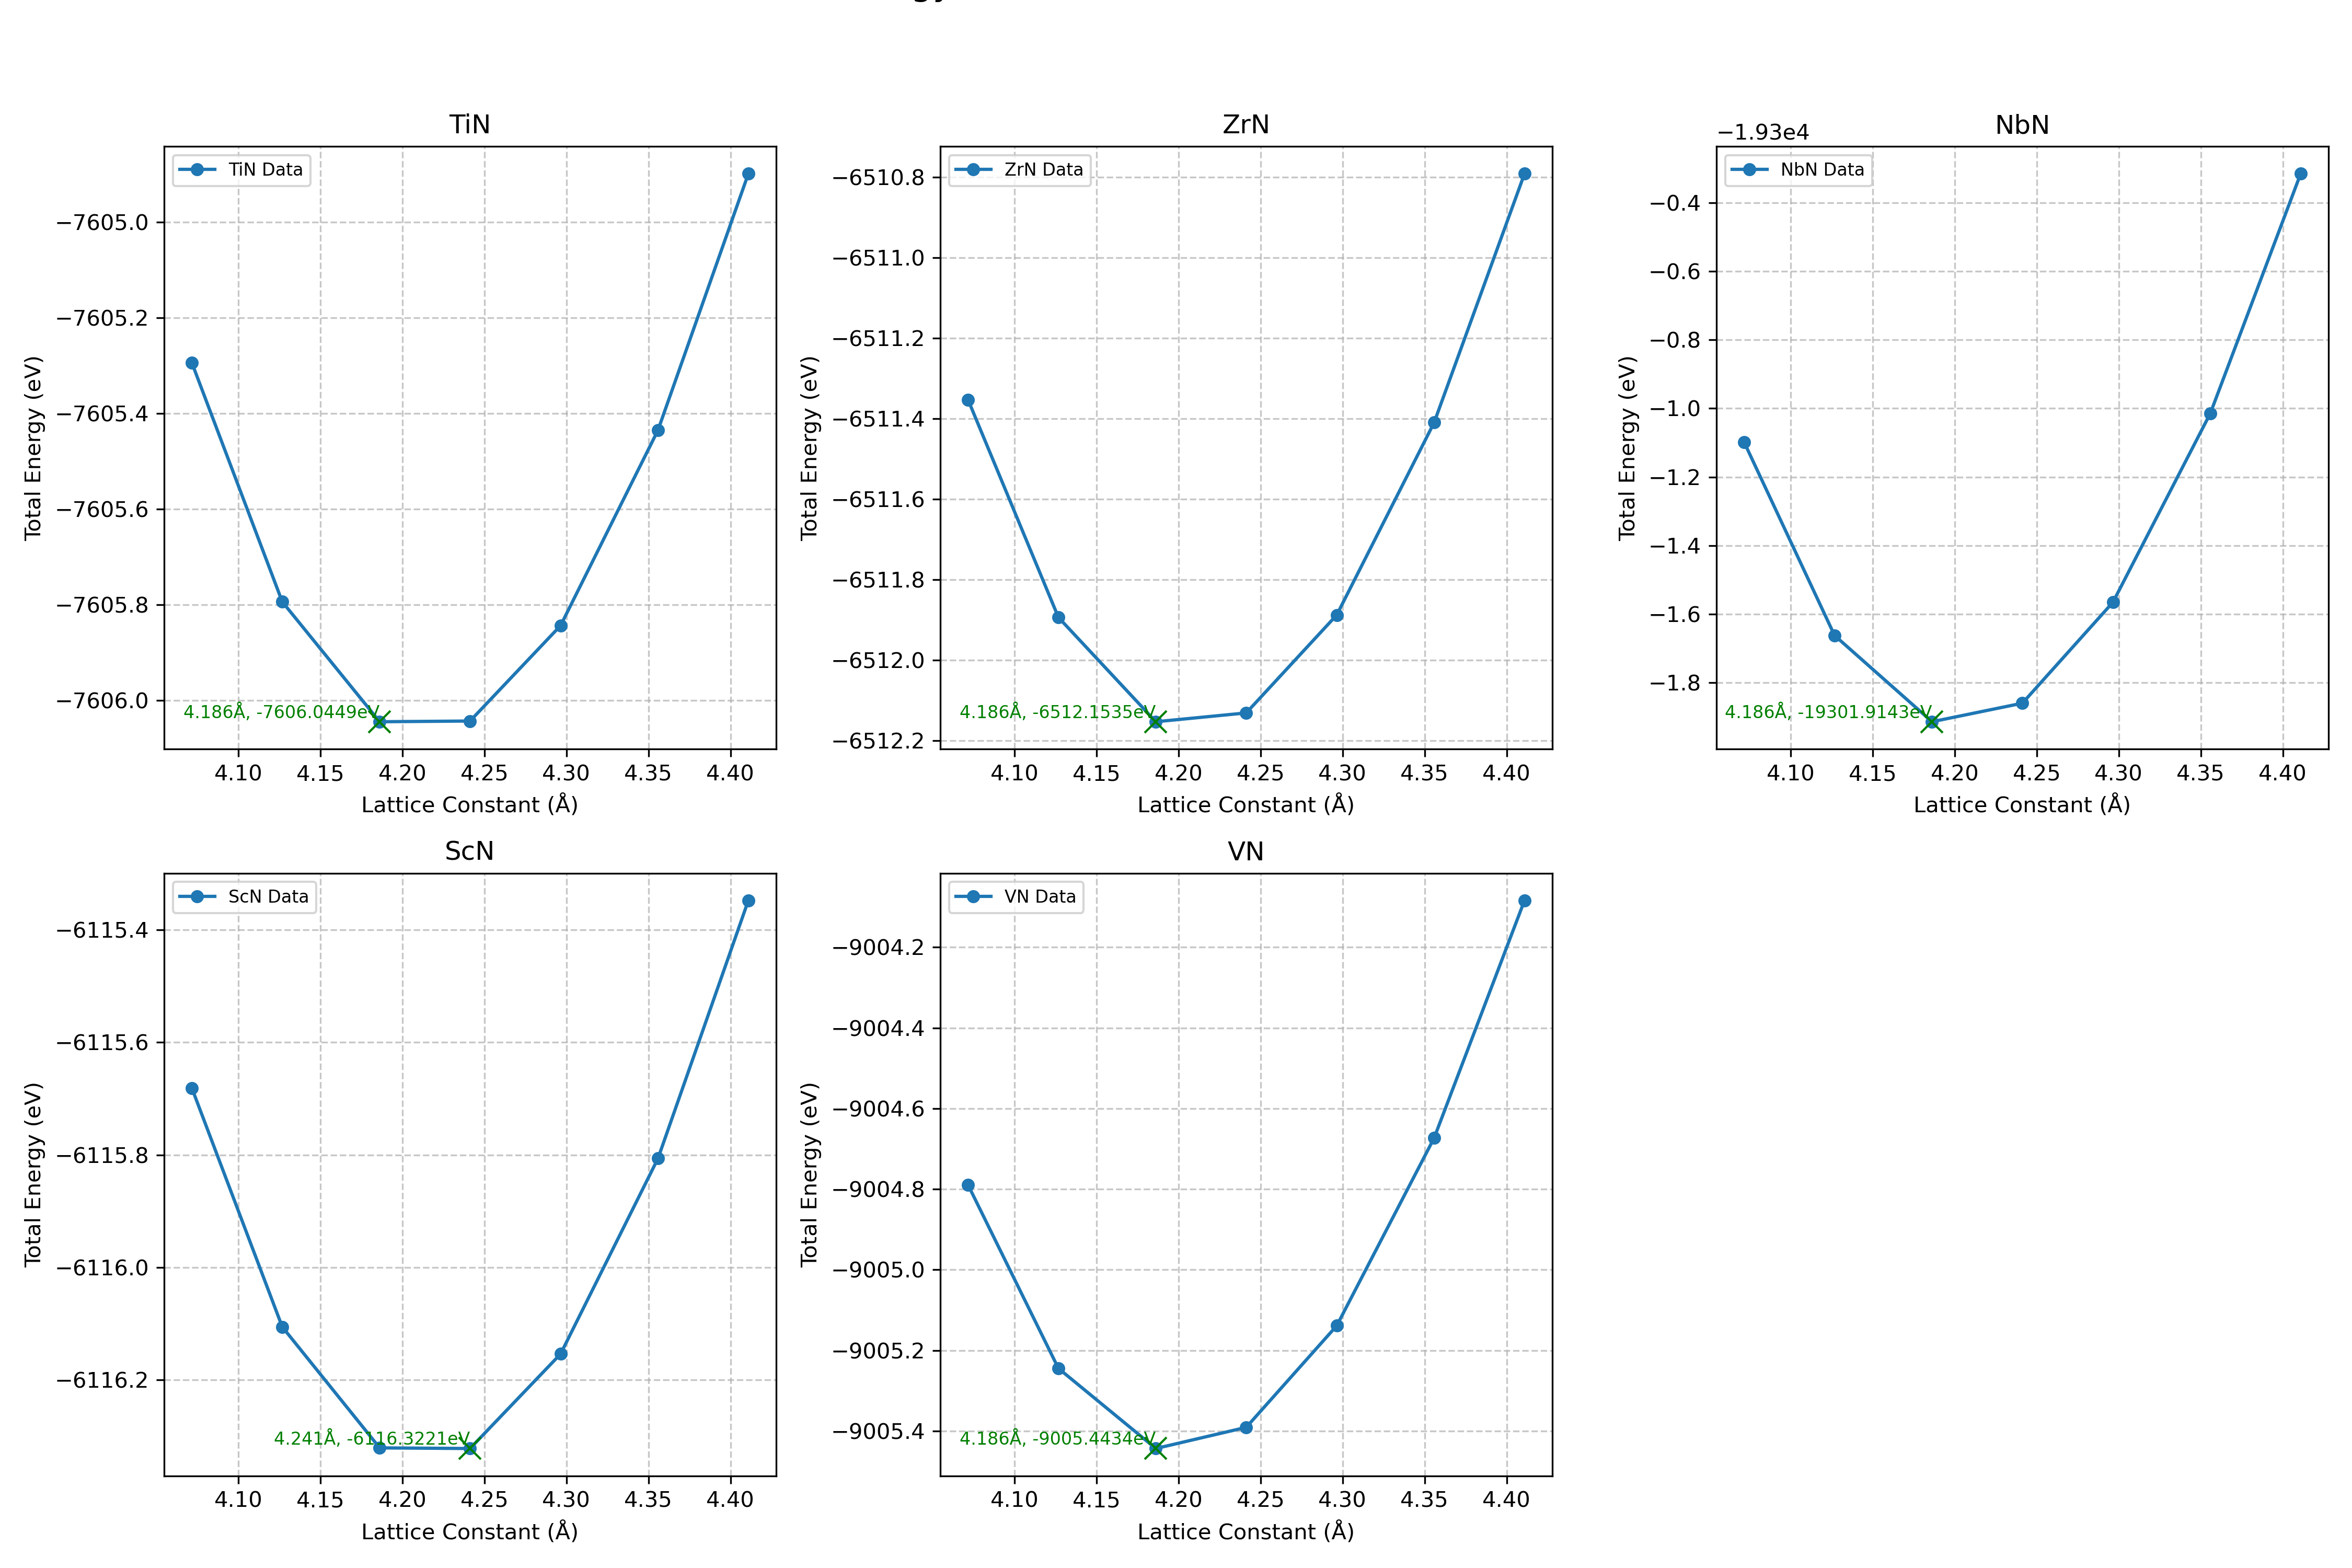 TiN
TiN Data
−7605.0
−7605.2
−7605.4
−7605.6
−7605.8
−7606.0
Total Energy (eV)
4.186Å, -7606.0449eV
4.10 4.15 4.20 4.25 4.30 4.35 4.40
Lattice Constant (Å)
ZrN
ZrN Data
−6510.8
−6511.0
−6511.2
−6511.4
−6511.6
−6511.8
−6512.0
−6512.2
Total Energy (eV)
4.186Å, -6512.1535eV
4.10 4.15 4.20 4.25 4.30 4.35 4.40
Lattice Constant (Å)
−1.93e4
NbN
NbN Data
−0.4
−0.6
−0.8
−1.0
−1.2
−1.4
−1.6
−1.8
Total Energy (eV)
4.186Å, -19301.9143eV
4.10 4.15 4.20 4.25 4.30 4.35 4.40
Lattice Constant (Å)
ScN
ScN Data
−6115.4
−6115.6
−6115.8
−6116.0
−6116.2
Total Energy (eV)
4.241Å, -6116.3221eV
4.10 4.15 4.20 4.25 4.30 4.35 4.40
Lattice Constant (Å)
VN
VN Data
−9004.2
−9004.4
−9004.6
−9004.8
−9005.0
−9005.2
−9005.4
Total Energy (eV)
4.186Å, -9005.4434eV
4.10 4.15 4.20 4.25 4.30 4.35 4.40
Lattice Constant (Å)